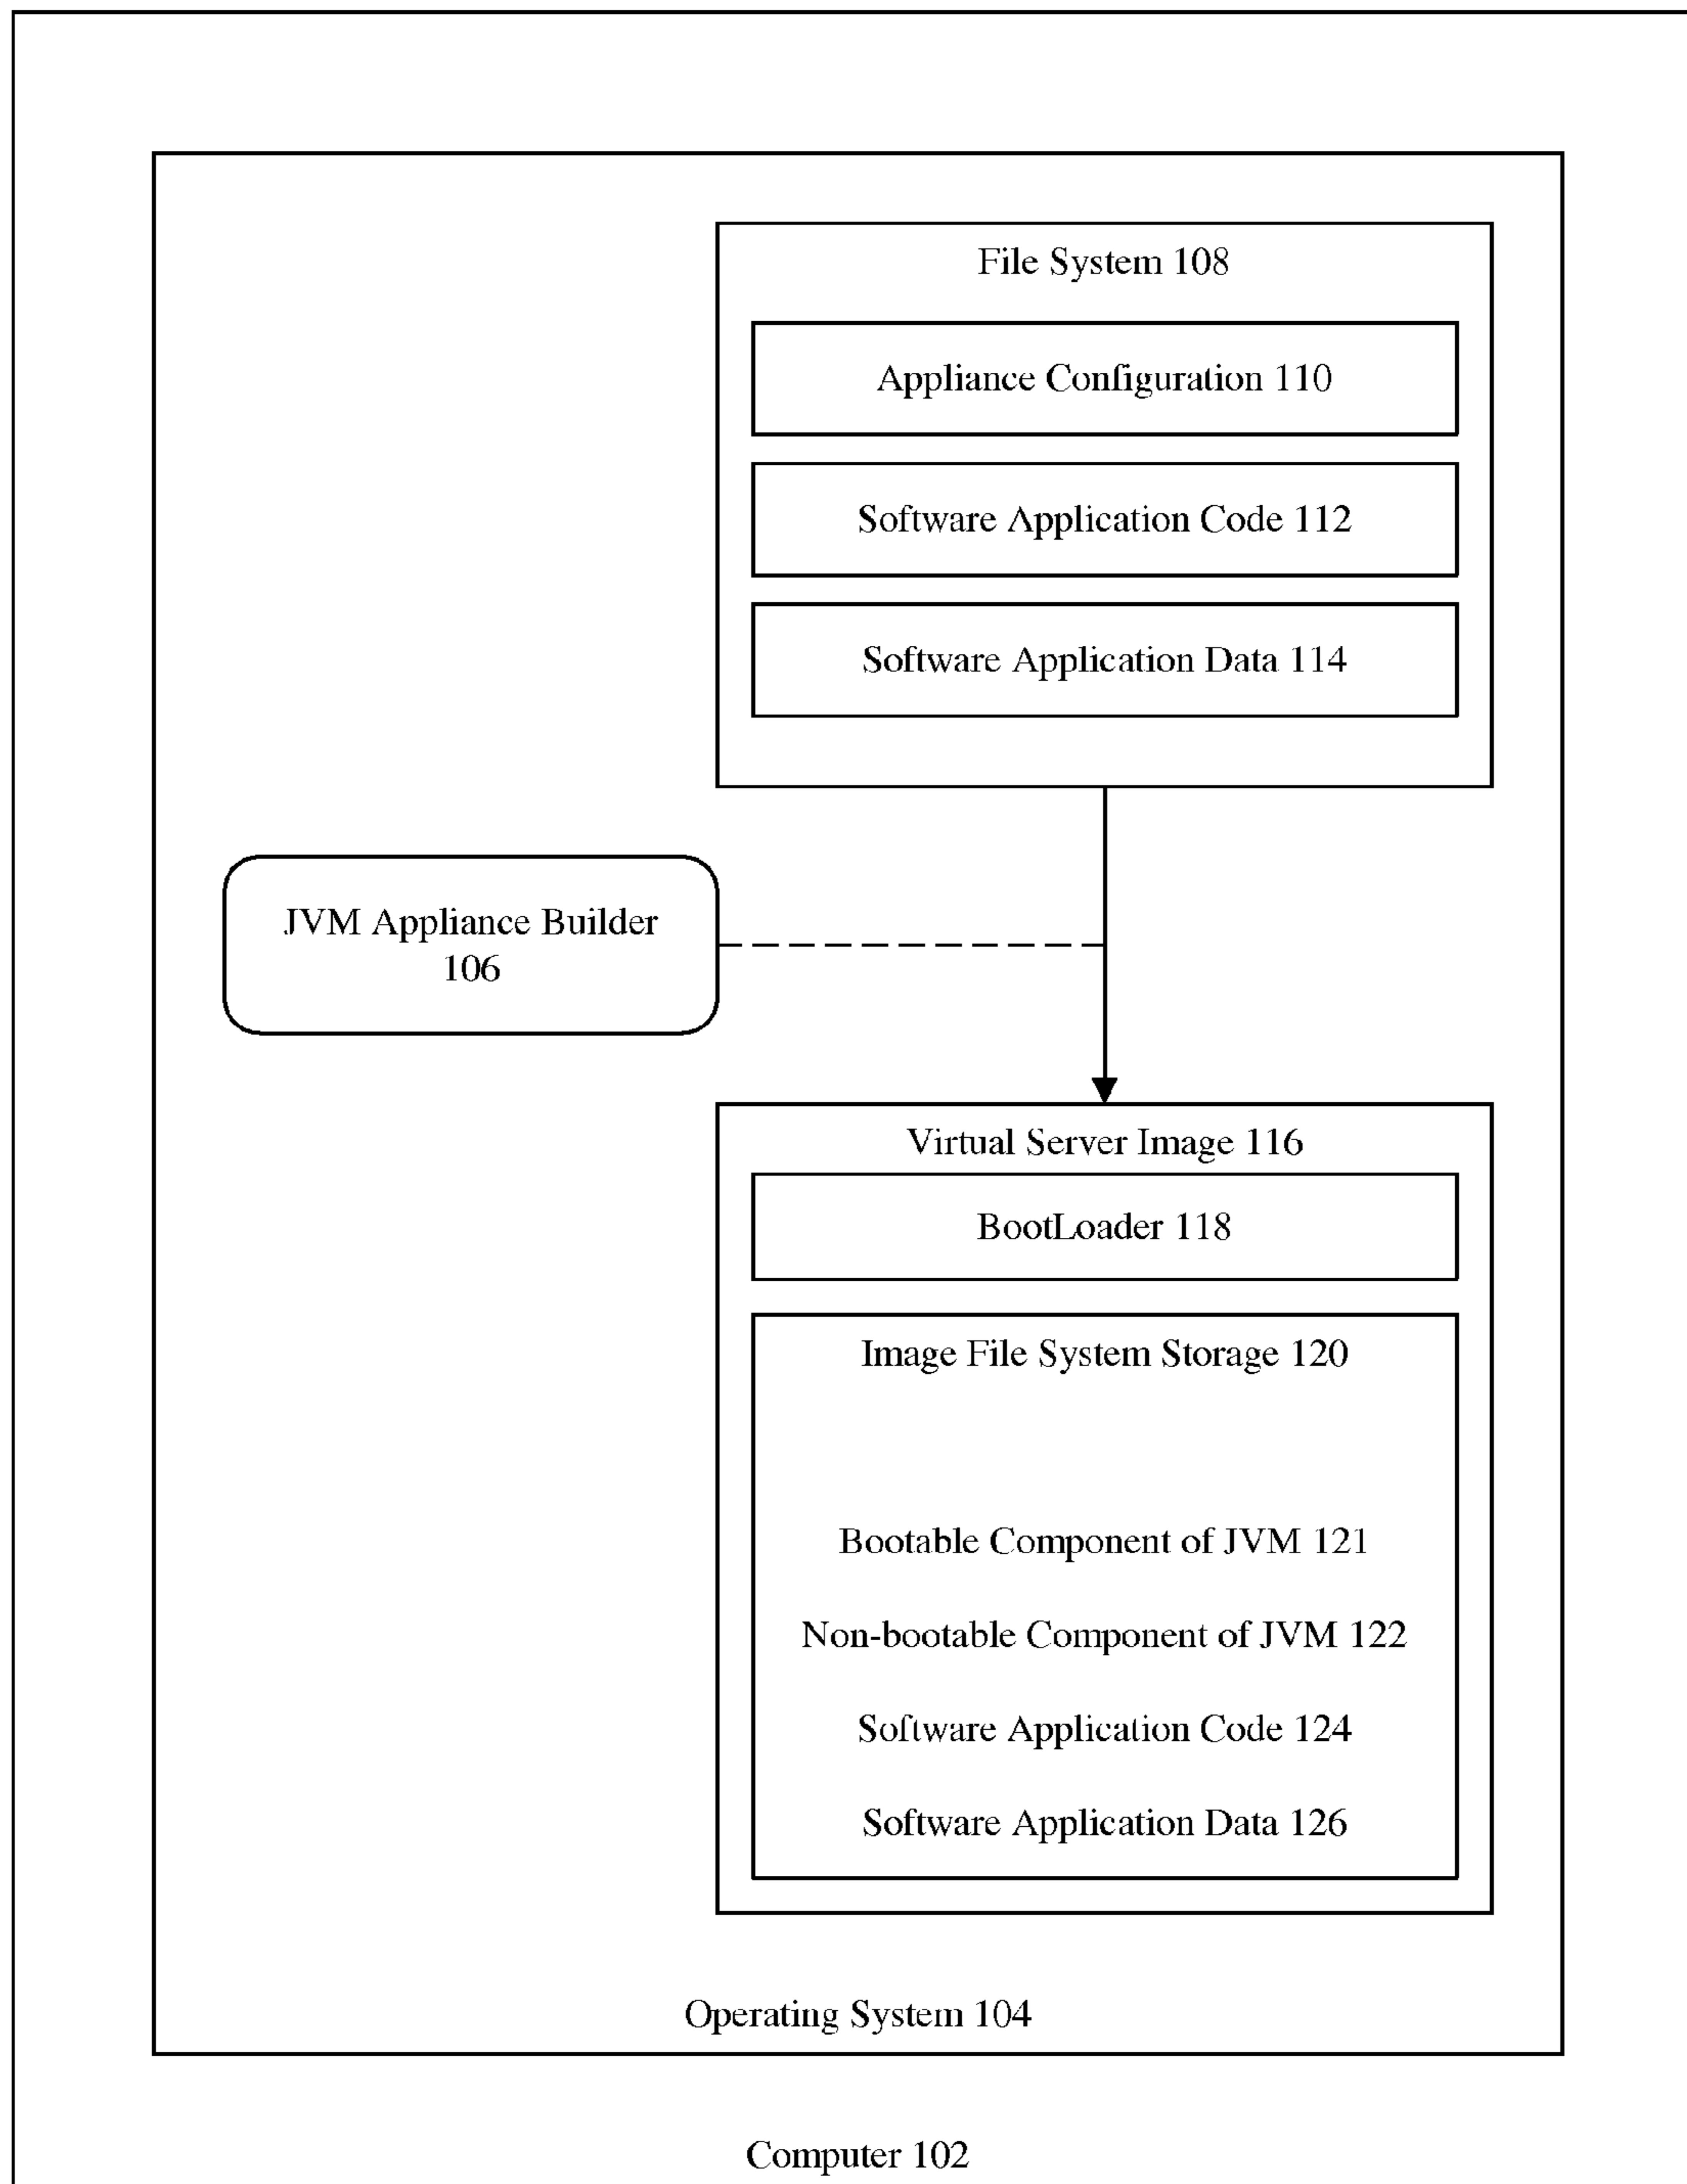 File System 108
Appliance Configuration 110
Software Application Code 112
Software Application Data 114
JVM Appliance Builder
106
Virtual Server Image 116
BootLoader 118
Image File System Storage 120
Bootable Component of JVM 121
Non-bootable Component of JVM 122
Software Application Code 124
Software Application Data 126
Operating System 104
Computer 102